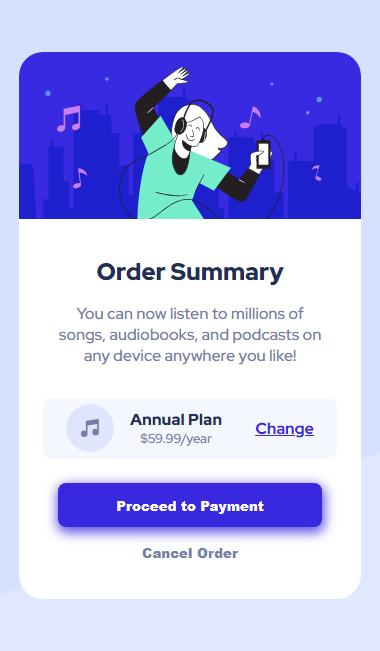 Order Summary
You can now listen to millions of
songs, audiobooks, and podcasts on
any device anywhere you like!
Annual Plan
$59.99/year
Change
Proceed to Payment
Cancel Order